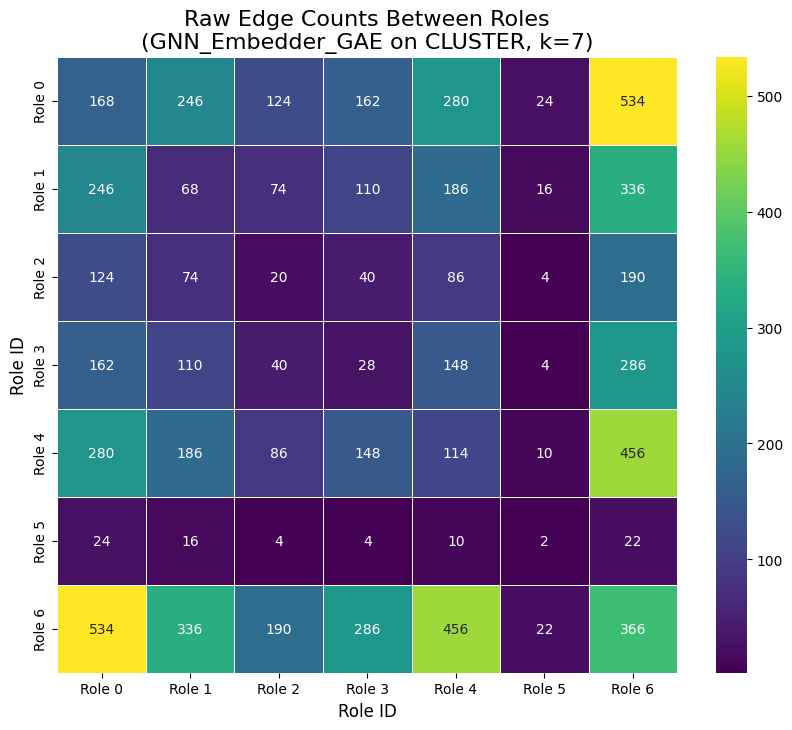 Raw Edge Counts Between Roles
(GNN_Embedder_GAE on CLUSTER, k=7)
Role 0 168 246 124 162 280 24 534
Role 1 246 68 74 110 186 16 336
Role 2 124 74 20 40 86 4 190
Role 3 162 110 40 28 148 4 286
Role 4 280 186 86 148 114 10 456
Role 5 24 16 4 4 10 2 22
Role 6 534 336 190 286 456 22 366
Role 0 Role 1 Role 2 Role 3 Role 4 Role 5 Role 6
Role ID
Role ID
500
400
300
200
100